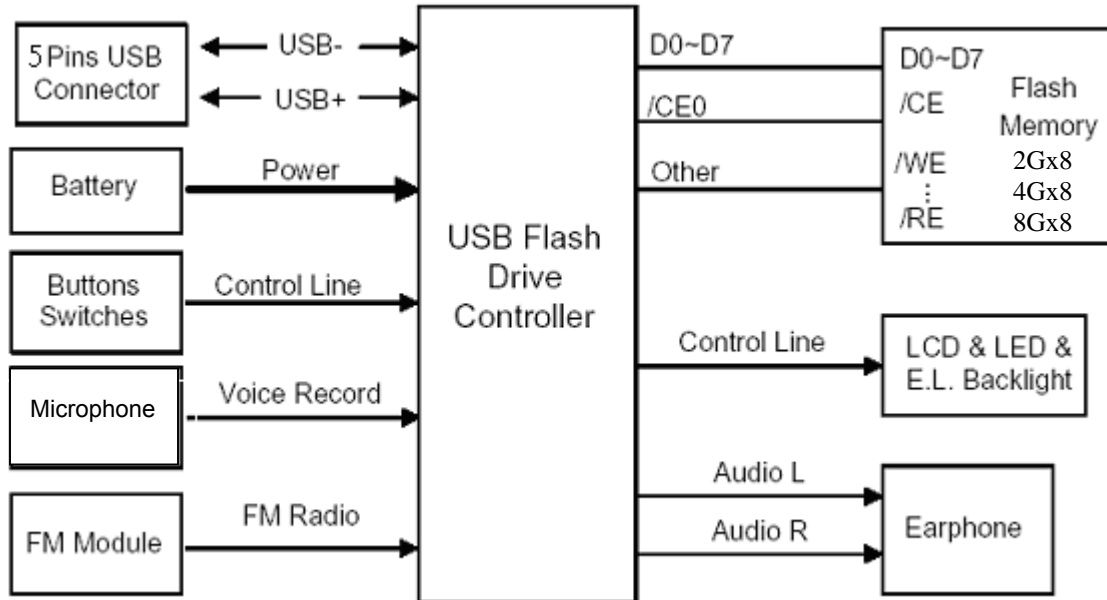 5Pins USB
Connector
USB-
USB+
Battery
Power
Buttons
Switches
Control Line
Microphone
Voice Record
FM Module
FM Radio
USB Flash
Drive
Controller
D0~D7
/CE0
Other
D0~D7
/CE
/WE
⋮
/RE
Flash
Memory
2Gx8
4Gx8
8Gx8
Control Line
LCD & LED &
E.L. Backlight
Audio L
Audio R
Earphone